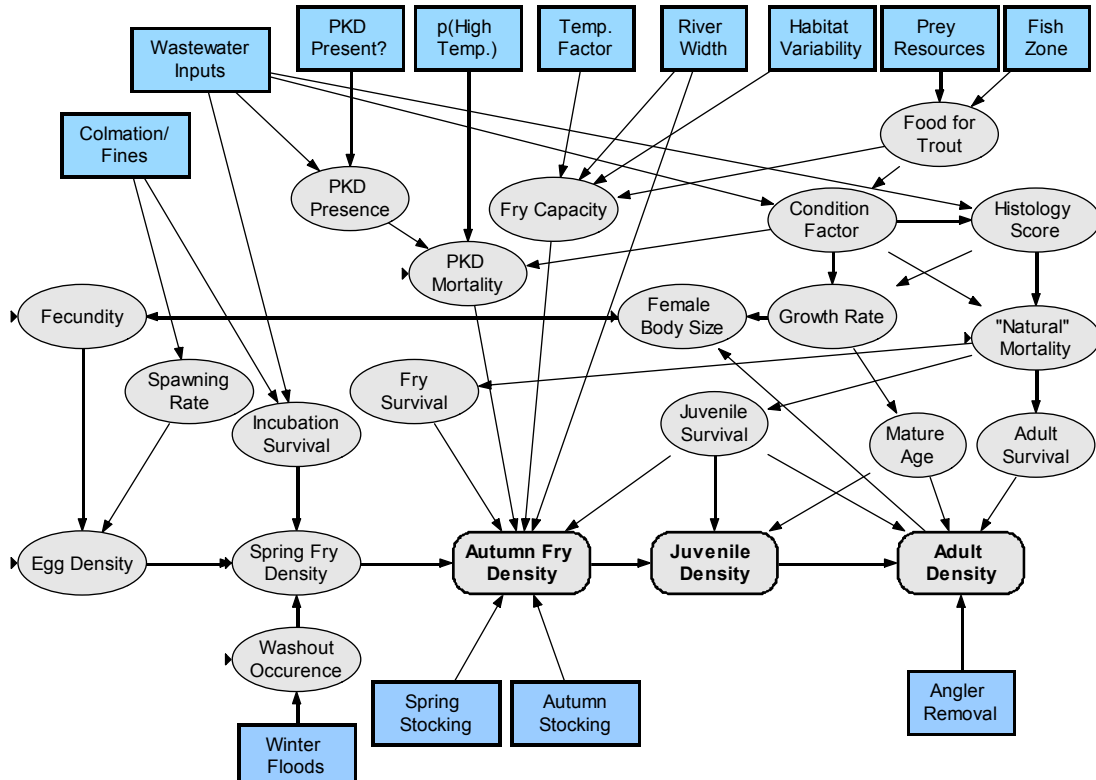 Wastewater
Inputs
PKD
Present?
p(High
Temp.)
Temp.
Factor
River
Width
Habitat
Variability
Prey
Resources
Fish
Zone
Colmation/
Fines
Food for
Trout
PKD
Presence
Fry Capacity
Condition
Factor
Histology
Score
PKD
Mortality
Fecundity
Female
Body Size
Growth Rate
"Natural"
Mortality
Spawning
Rate
Fry
Survival
Incubation
Survival
Juvenile
Survival
Mature
Age
Adult
Survival
Egg Density
Spring Fry
Density
Autumn Fry
Density
Juvenile
Density
Adult
Density
Washout
Occurence
Spring
Stocking
Autumn
Stocking
Angler
Removal
Winter
Floods